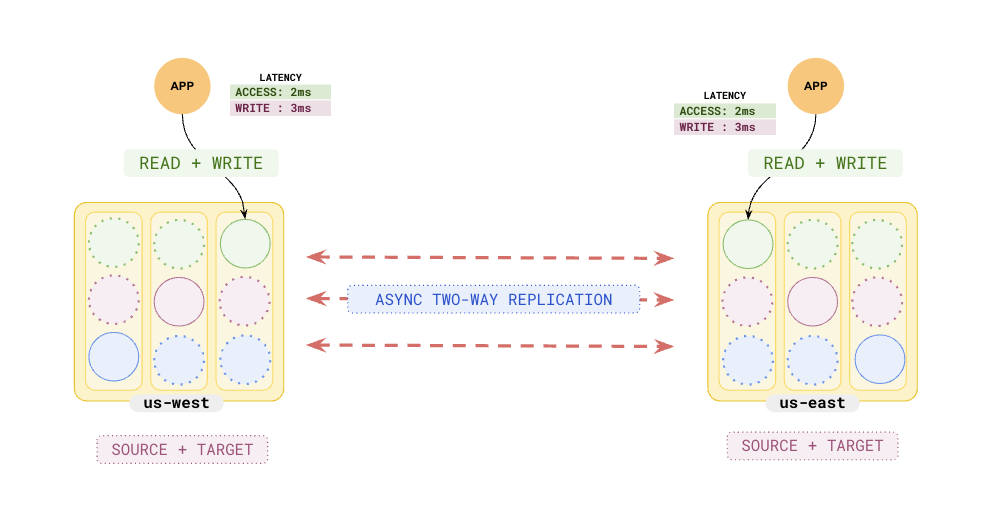 APP
LATENCY
ACCESS: 2ms
WRITE : 3ms
READ + WRITE
us-west
SOURCE + TARGET
ASYNC TWO-WAY REPLICATION
APP
LATENCY
ACCESS: 2ms
WRITE : 3ms
READ + WRITE
us-east
SOURCE + TARGET